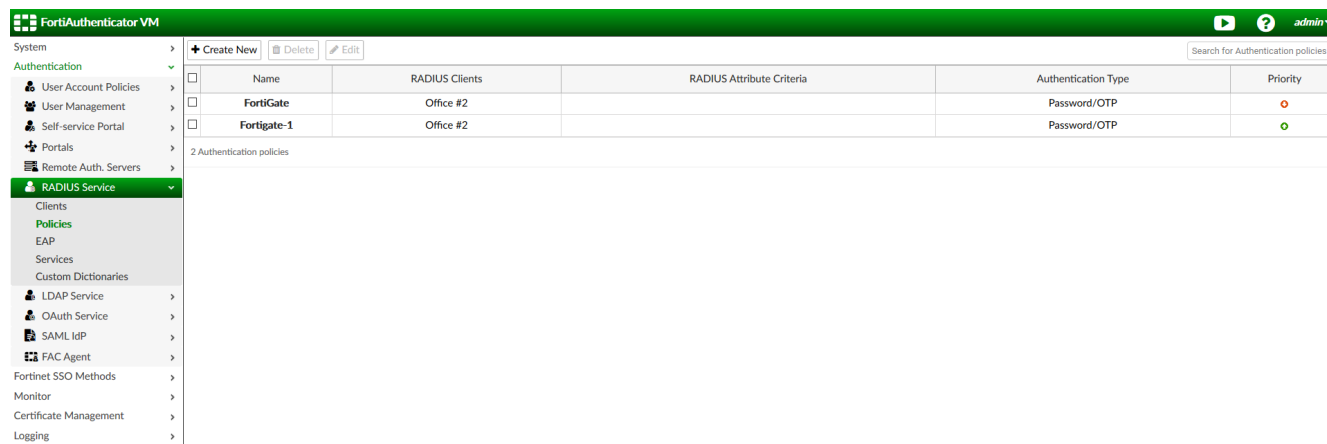 FortiAuthenticator VM
admin
System
Authentication
User Account Policies
User Management
Self-service Portal
Portals
Remote Auth. Servers
RADIUS Service
Clients
Policies
EAP
Services
Custom Dictionaries
LDAP Service
OAuth Service
SAML IdP
FAC Agent
Fortinet SSO Methods
Monitor
Certificate Management
Logging
Create New Delete Edit
Search for Authentication policies
Name RADIUS Clients RADIUS Attribute Criteria Authentication Type Priority
FortiGate Office #2 Password/OTP
Fortigate-1 Office #2 Password/OTP
2 Authentication policies